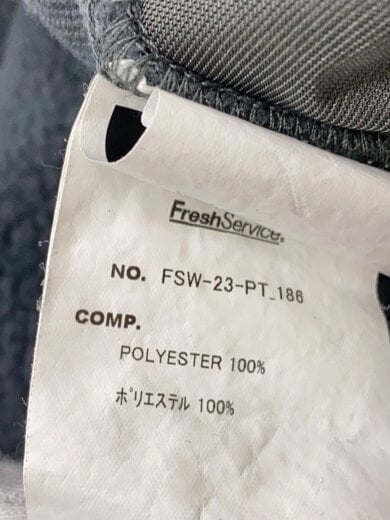 FreshService.
NO. FSW-23-PT_186
COMP.
POLYESTER 100%
ﾎﾟﾘｴｽﾃﾙ 100%